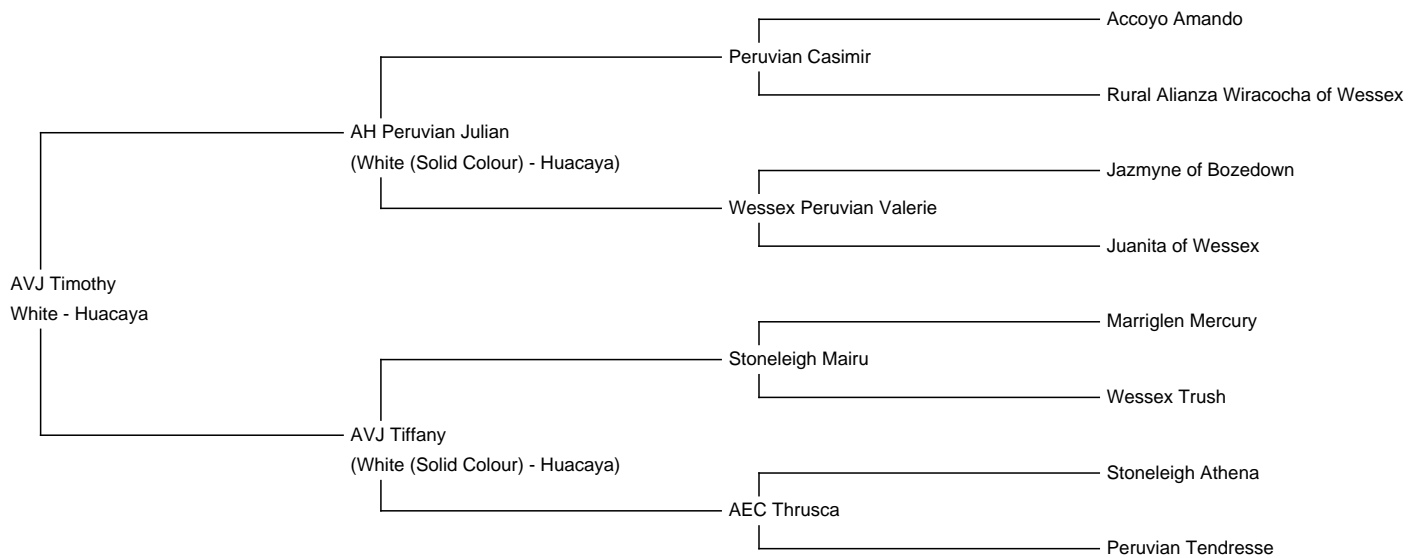 Accoyo Amando
Peruvian Casimir
Rural Alianza Wiracocha of Wessex
AH Peruvian Julian
(White (Solid Colour) - Huacaya)
Jazmyne of Bozedown
Wessex Peruvian Valerie
Juanita of Wessex
AVJ Timothy
White - Huacaya
Marriglen Mercury
Stoneleigh Mairu
Wessex Trush
AVJ Tiffany
(White (Solid Colour) - Huacaya)
Stoneleigh Athena
AEC Thrusca
Peruvian Tendresse